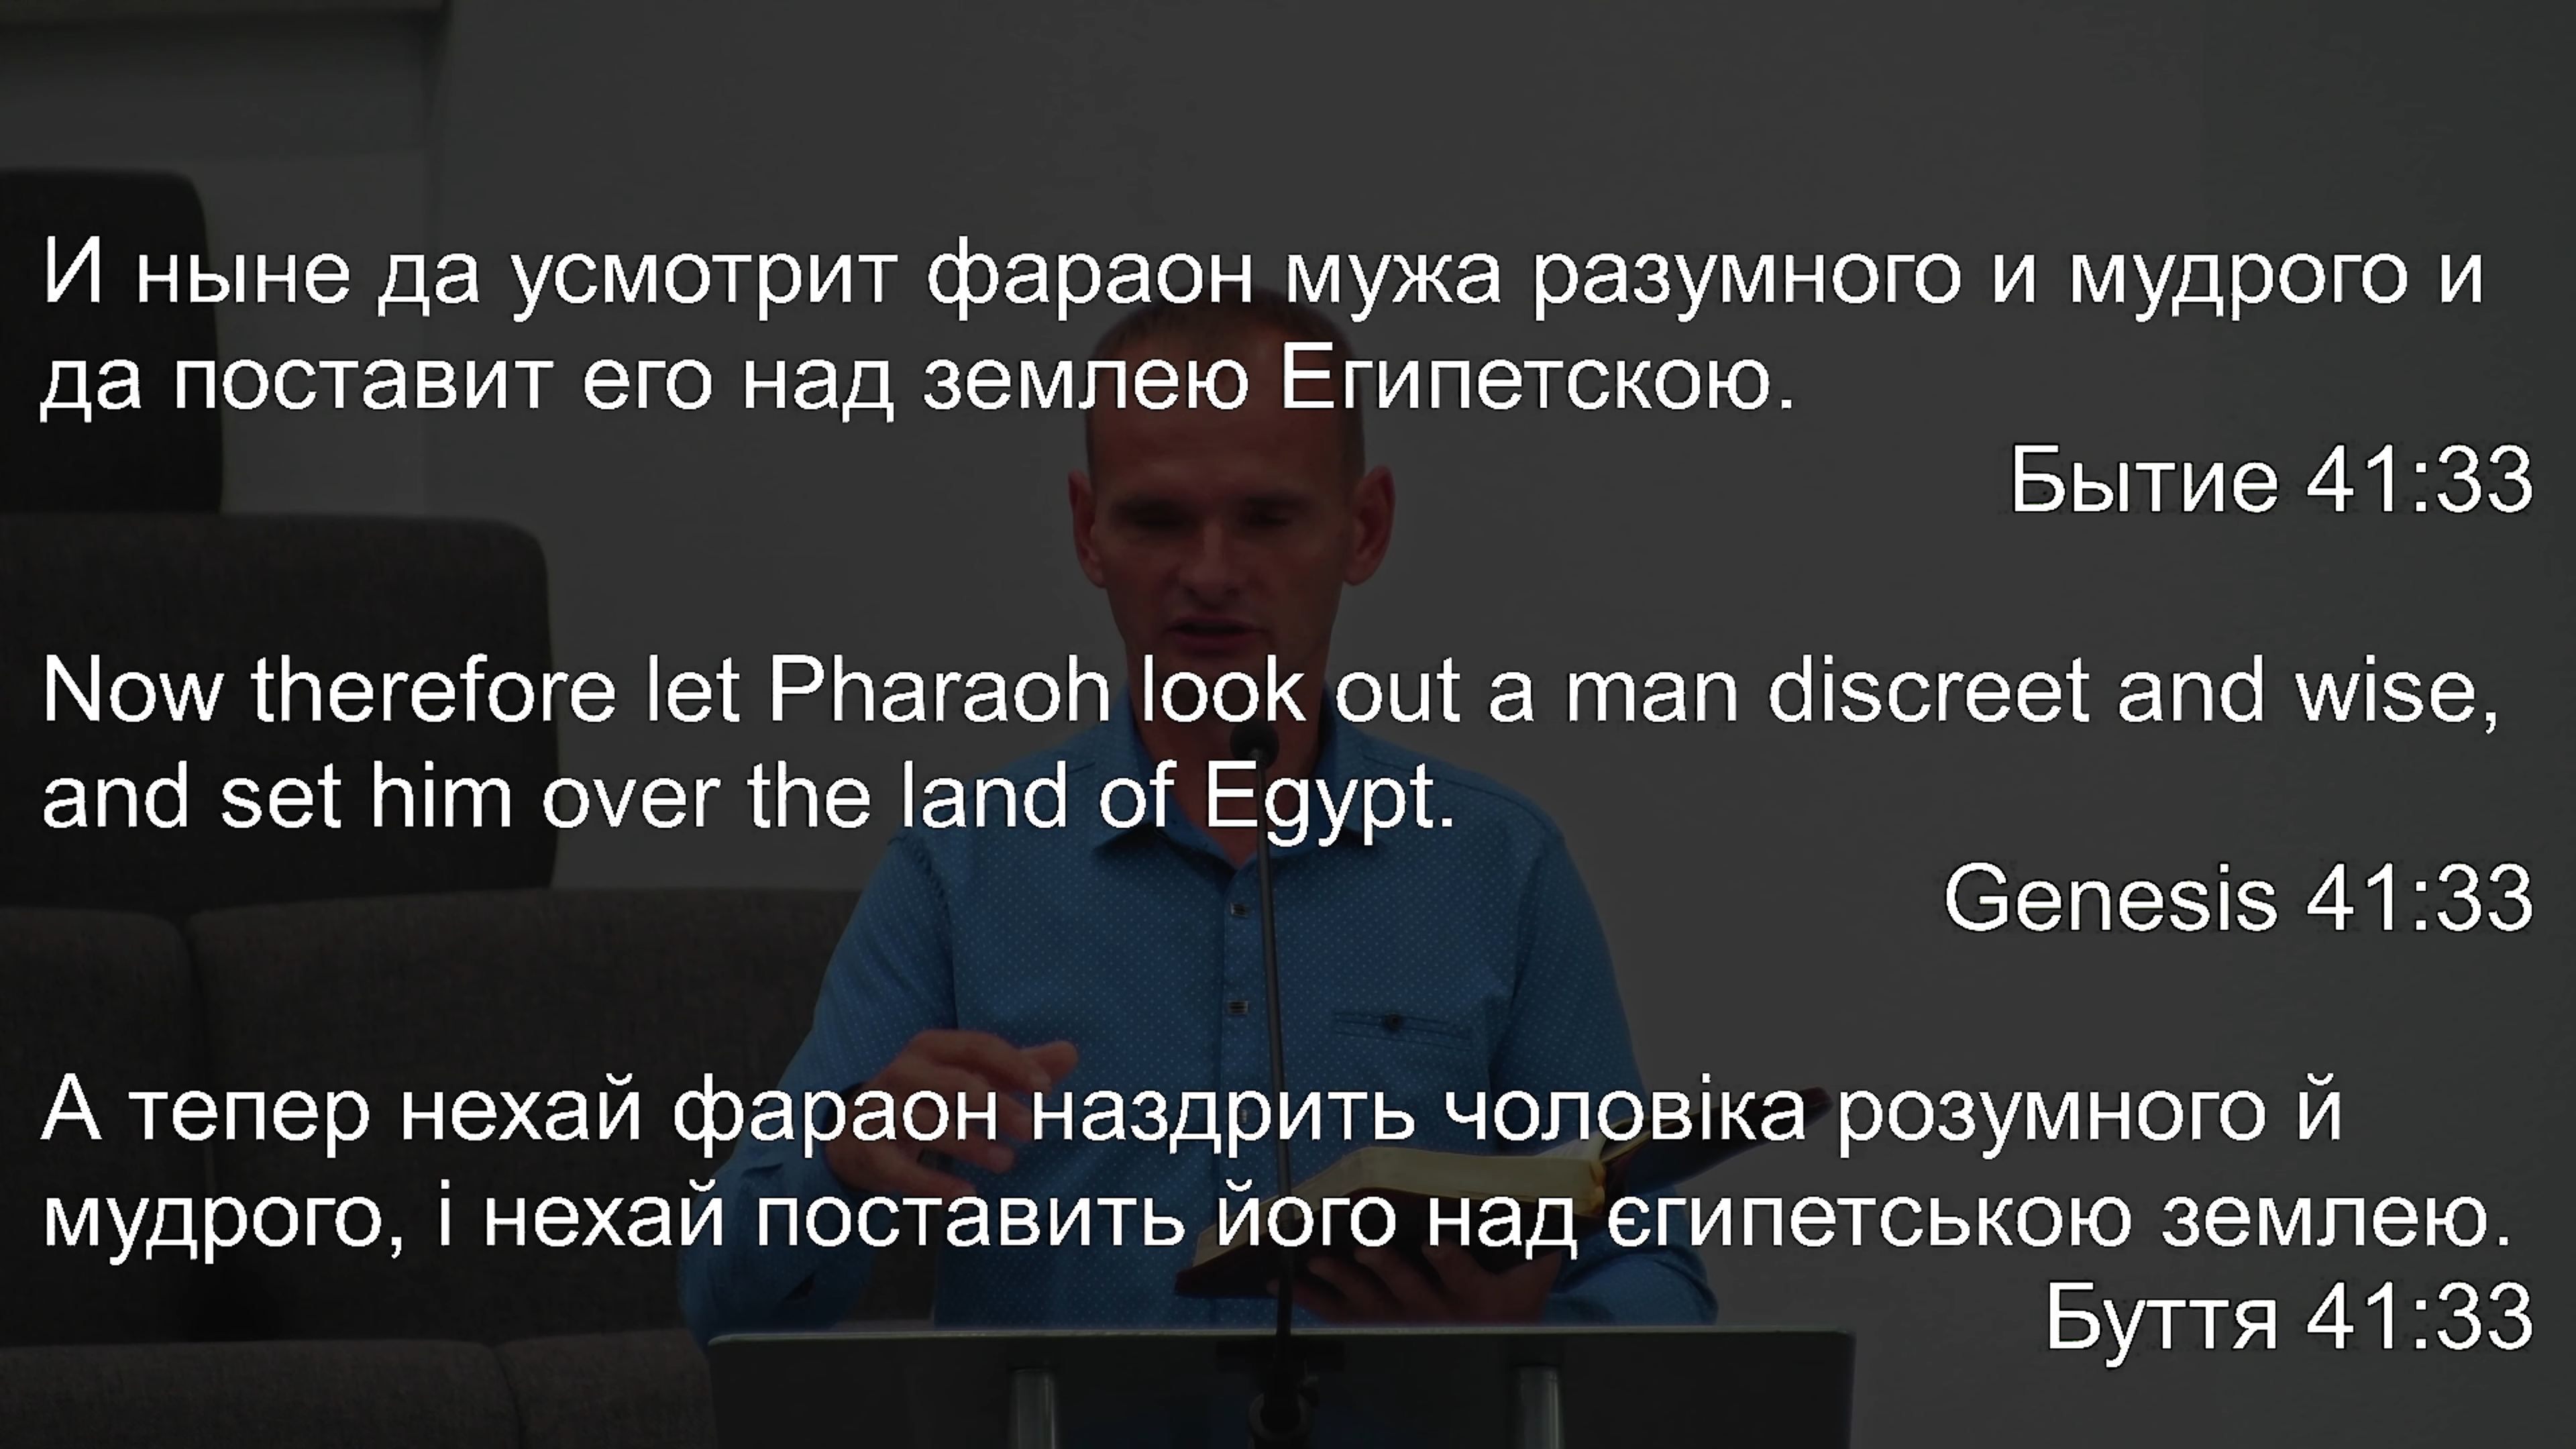 И ныне да усмотрит фараон мужа разумного и мудрого и
да поставит его над землею Египетскою.
Бытие 41:33
Now therefore let Pharaoh look out a man discreet and wise,
and set him over the land of Egypt.
Genesis 41:33
А тепер нехай фараон наздрить чоловіка розумного й
мудрого, і нехай поставить його над єгипетською землею.
Буття 41:33